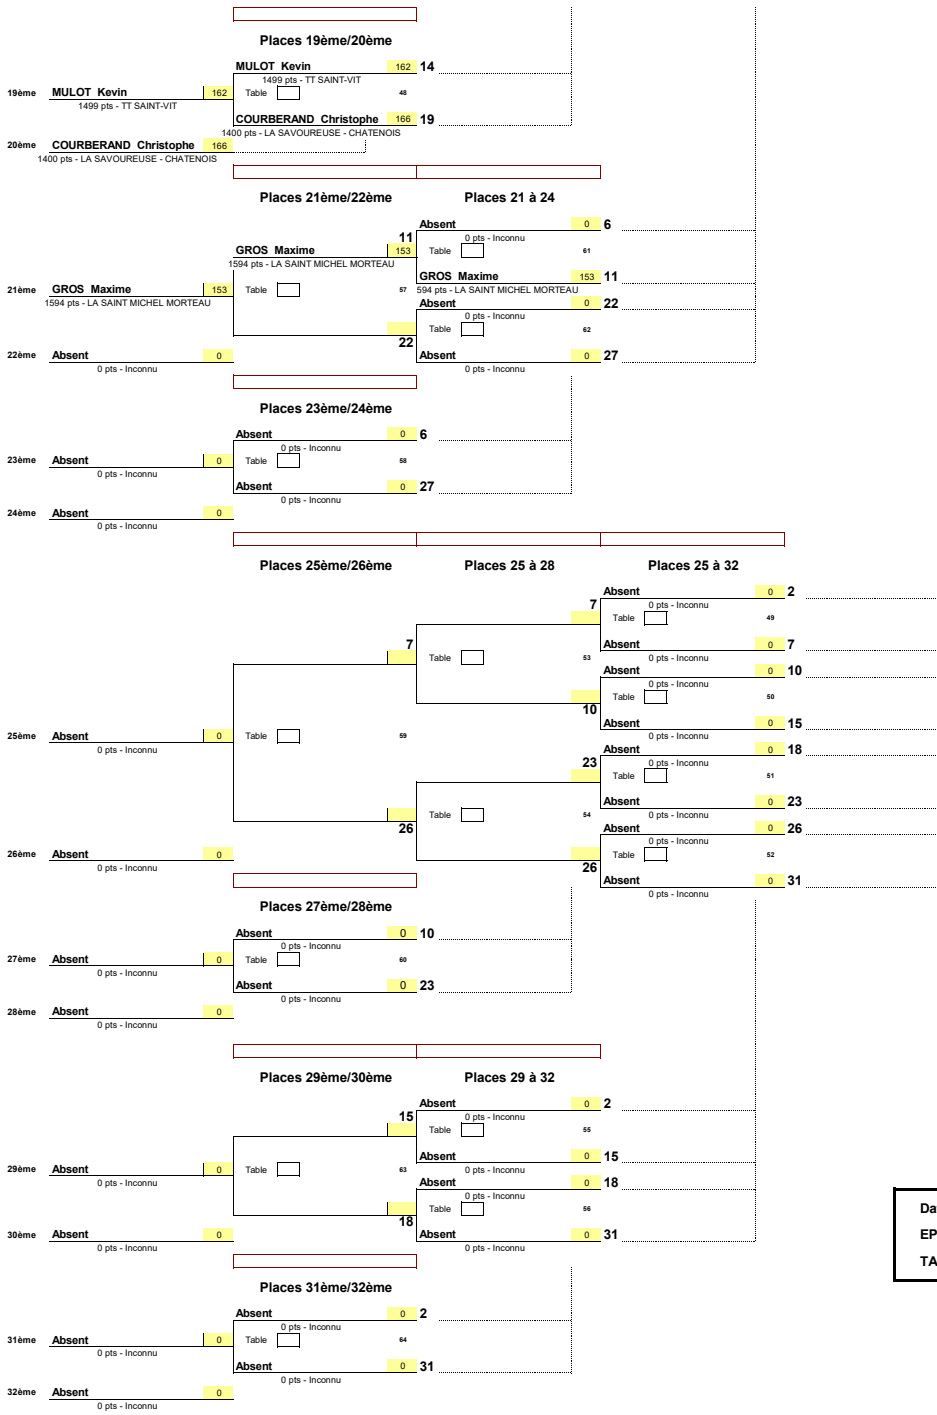 Places 19ème/20ème
MULOT Kevin 162 14
1499 pts - TT SAINT-VIT
19ème MULOT Kevin 162 Table 48
1499 pts - TT SAINT-VIT
COURBERAND Christophe 166 19
1400 pts - LA SAVOUREUSE - CHATENOIS
20ème COURBERAND Christophe 166
1400 pts - LA SAVOUREUSE - CHATENOIS
Places 21ème/22ème Places 21 à 24
Absent 0 6
11 0 pts - Inconnu
GROS Maxime 153 Table 61
1594 pts - LA SAINT MICHEL MORTEAU
GROS Maxime 153 11
21ème GROS Maxime 153 Table 57 594 pts - LA SAINT MICHEL MORTEAU
1594 pts - LA SAINT MICHEL MORTEAU Absent 0 22
0 pts - Inconnu
Table 62
22
22ème Absent 0 Absent 0 27
0 pts - Inconnu 0 pts - Inconnu
Places 23ème/24ème
Absent 0 6
0 pts - Inconnu
23ème Absent 0 Table 58
0 pts - Inconnu
Absent 0 27
0 pts - Inconnu
24ème Absent 0
0 pts - Inconnu
Places 25ème/26ème Places 25 à 28 Places 25 à 32
Absent 0 2
7 0 pts - Inconnu
Table 49
7 Absent 0 7
Table 53 0 pts - Inconnu
Absent 0 10
0 pts - Inconnu
Table 50
10
Absent 0 15
25ème Absent 0 Table 59 0 pts - Inconnu
0 pts - Inconnu Absent 0 18
23 0 pts - Inconnu
Table 51
Absent 0 23
Table 54 0 pts - Inconnu
26 Absent 0 26
0 pts - Inconnu
26ème Absent 0 Table 52
0 pts - Inconnu 26
Absent 0 31
0 pts - Inconnu
Places 27ème/28ème
Absent 0 10
0 pts - Inconnu
27ème Absent 0 Table 60
0 pts - Inconnu
Absent 0 23
0 pts - Inconnu
28ème Absent 0
0 pts - Inconnu
Places 29ème/30ème Places 29 à 32
Absent 0 2
15 0 pts - Inconnu
Table 55
Absent 0 15
29ème Absent 0 Table 63 0 pts - Inconnu
0 pts - Inconnu Absent 0 18
0 pts - Inconnu
Table 56
18
30ème Absent 0 Absent 0 31
0 pts - Inconnu 0 pts - Inconnu
Da
EP
TA
Places 31ème/32ème
Absent 0 2
0 pts - Inconnu
31ème Absent 0 Table 64
0 pts - Inconnu
Absent 0 31
0 pts - Inconnu
32ème Absent 0
0 pts - Inconnu